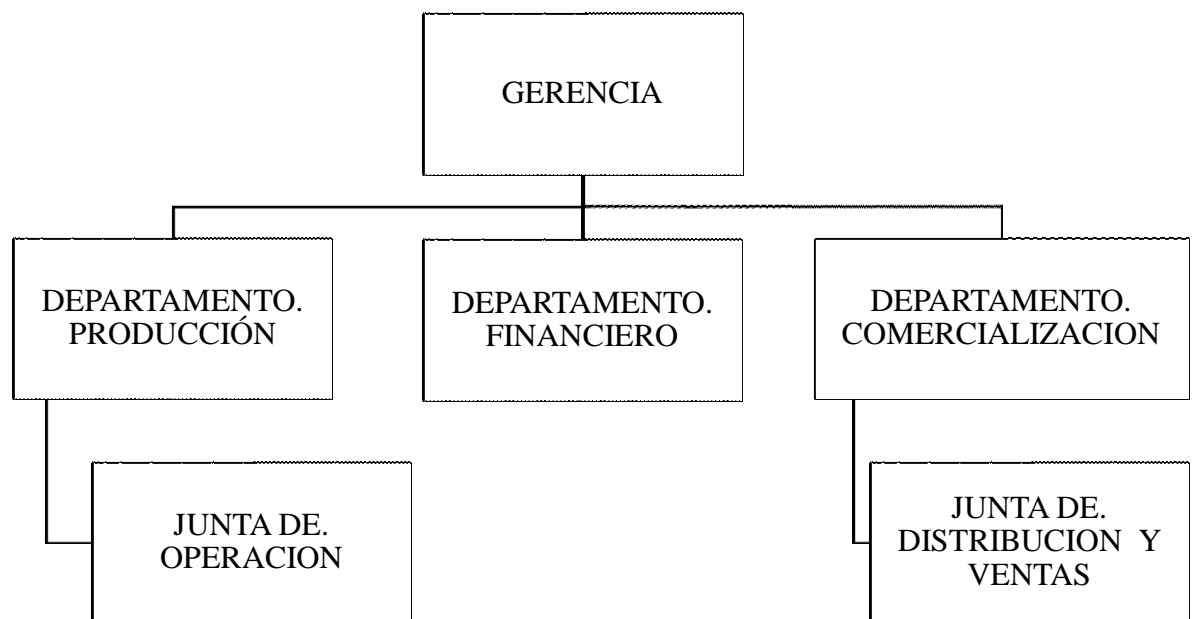 GERENCIA
DEPARTAMENTO.
PRODUCCIÓN
DEPARTAMENTO.
FINANCIERO
DEPARTAMENTO.
COMERCIALIZACION
JUNTA DE.
OPERACION
JUNTA DE.
DISTRIBUCION Y
VENTAS